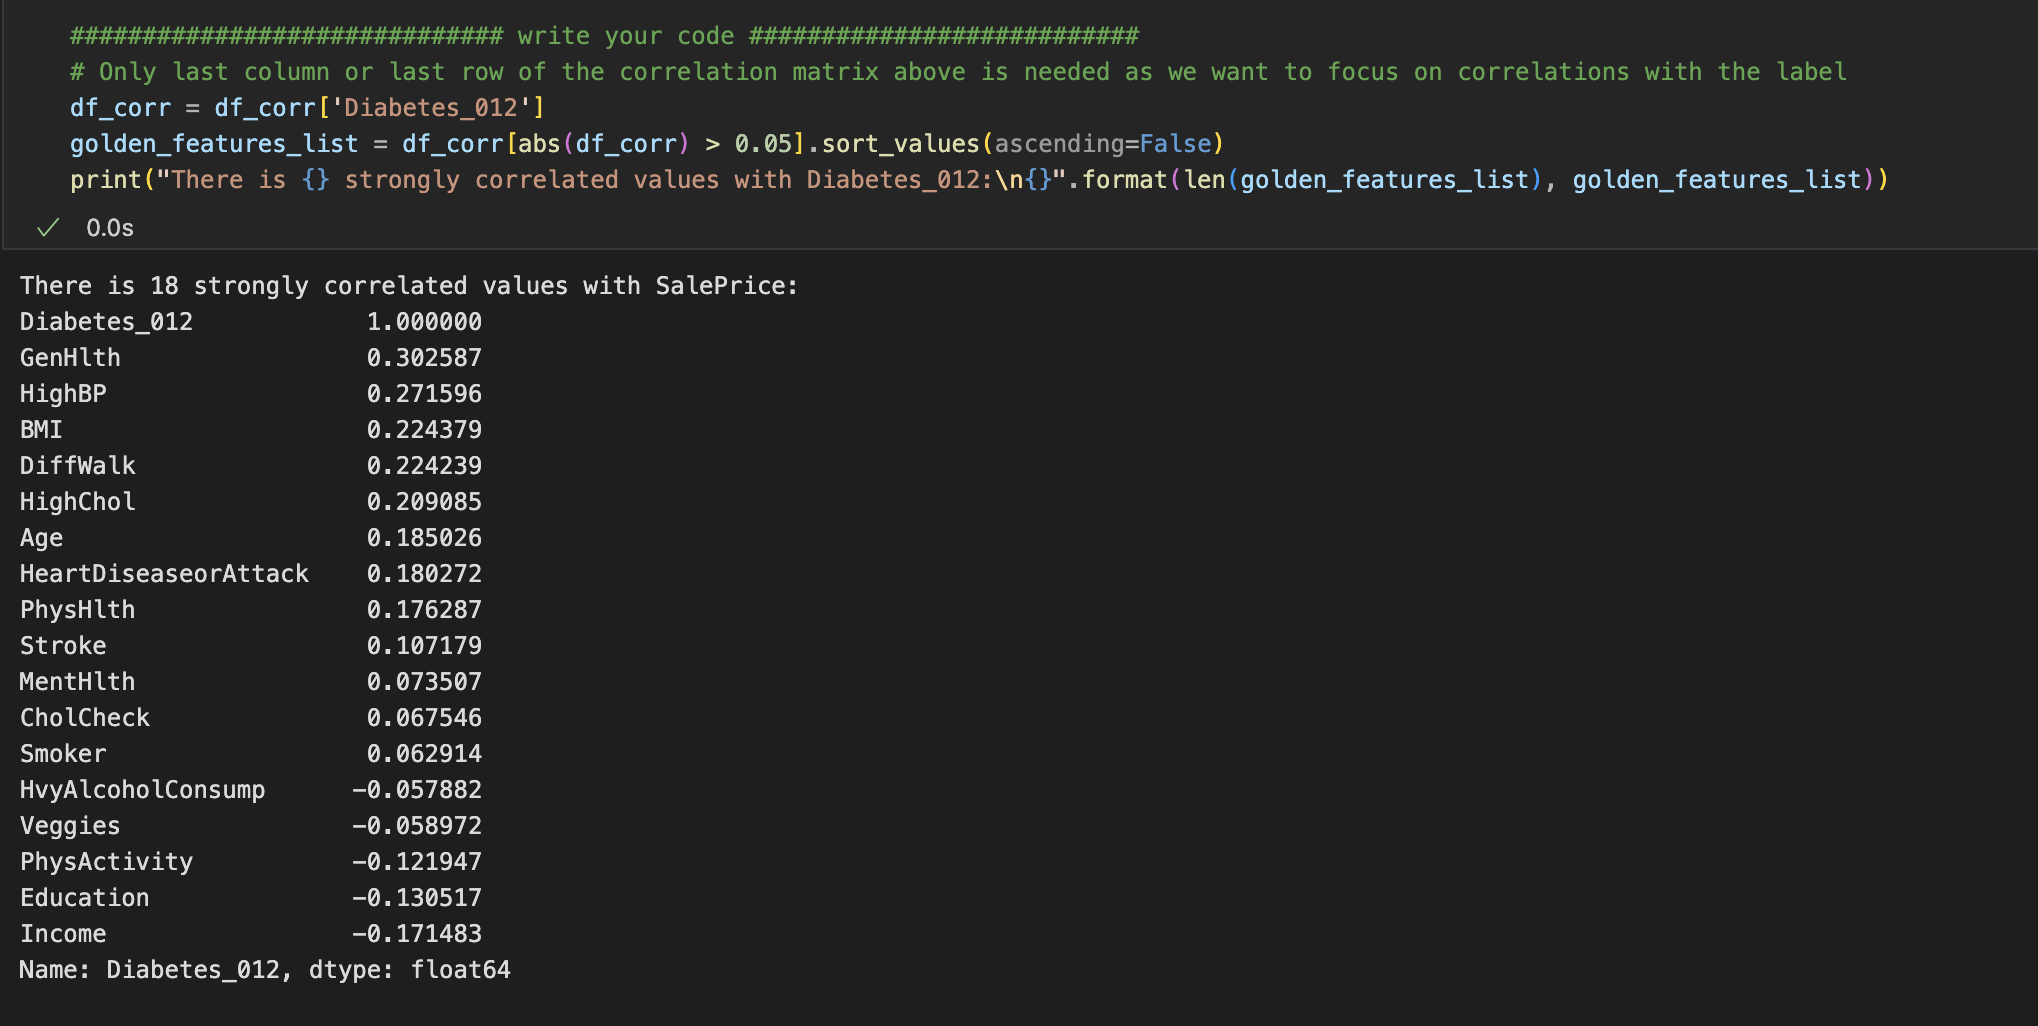 ############################## write your code ###########################
# Only last column or last row of the correlation matrix above is needed as we want to focus on correlations with the label
df_corr = df_corr['Diabetes_012']
golden_features_list = df_corr[abs(df_corr) > 0.05].sort_values(ascending=False)
print("There is {} strongly correlated values with Diabetes_012:\n{}".format(len(golden_features_list), golden_features_list))
✓ 0.0s
There is 18 strongly correlated values with SalePrice:
Diabetes_012            1.000000
GenHlth                 0.302587
HighBP                  0.271596
BMI                     0.224379
DiffWalk                0.224239
HighChol                0.209085
Age                     0.185026
HeartDiseaseorAttack    0.180272
PhysHlth                0.176287
Stroke                  0.107179
MentHlth                0.073507
CholCheck               0.067546
Smoker                  0.062914
HvyAlcoholConsump      -0.057882
Veggies                -0.058972
PhysActivity           -0.121947
Education              -0.130517
Income                 -0.171483
Name: Diabetes_012, dtype: float64